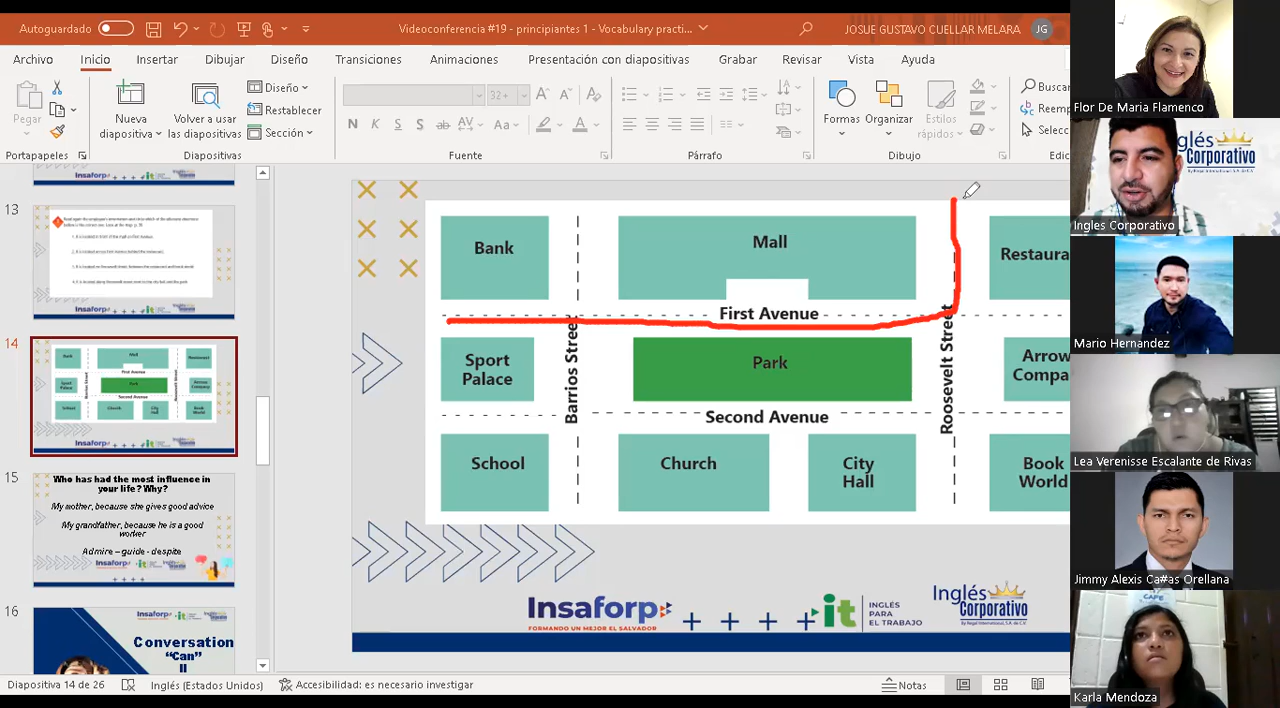 Autoguardado
Videoconferencia #19 - principiantes 1 - Vocabulary practi...
JOSUE GUSTAVO CUELLAR MELARA
JG
Archivo
Inicio
Insertar
Dibujar
Diseño
Transiciones
Animaciones
Presentación con diapositivas
Grabar
Revisar
Vista
Ayuda
Pegar
Nueva
diapositiva
Volver a usar
las diapositivas
Diseño
Restablecer
Sección
32+
Formas
Organizar
Estilos
rápidos
Buscar
Reemp
Selecc
Portapapeles
Diapositivas
Fuente
Párrafo
Dibujo
Edic
13
14
15
Who has had the most influence in
your life? Why?
My mother, because she gives good advice
My grandfather, because he is a good
worker
Admire – guide - despite
16
Conversation
"Can"
II
Bank
Mall
Restaura
First Avenue
Sport
Palace
Barrios Street
Park
Roosevelt Street
Arrow
Compa
Second Avenue
School
Church
City
Hall
Book
World
Insaforp
FORMANDO UN MEJOR EL SALVADOR
it
INGLÉS
PARA
EL TRABAJO
Inglés
Corporativo
by Regal International, S.A. de C.V.
Diapositiva 14 de 26
Inglés (Estados Unidos)
Accesibilidad: es necesario investigar
Notas
Flor De Maria Flamenco
Ingles Corporativo
Mario Hernandez
Lea Verenisse Escalante de Rivas
Jimmy Alexis Ca#as Orellana
Karla Mendoza